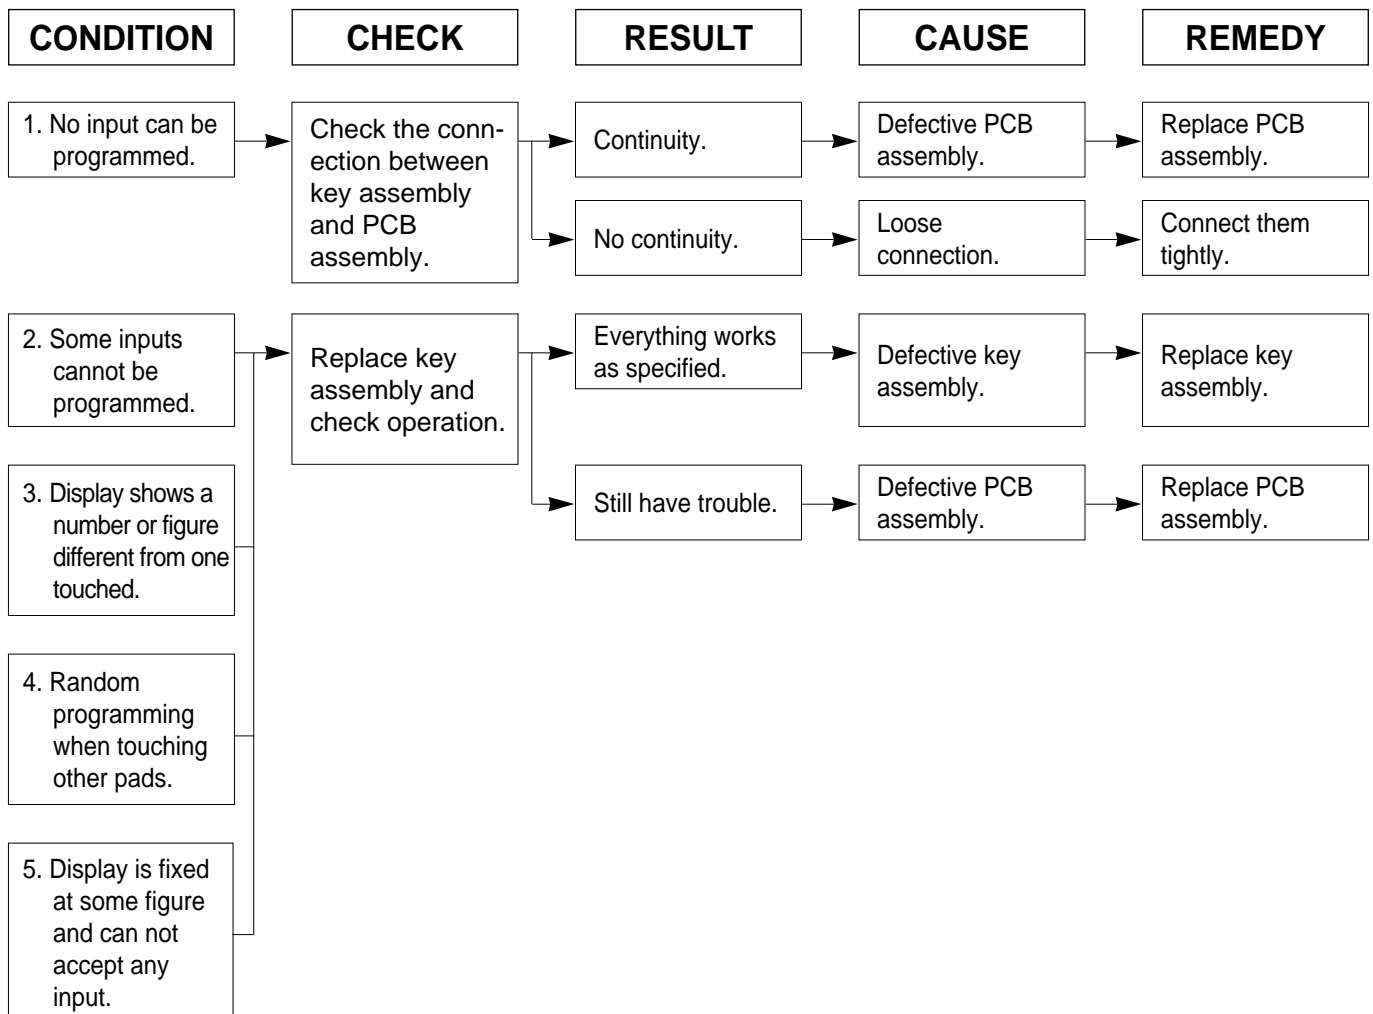 CONDITION
CHECK
RESULT
CAUSE
REMEDY
1. No input can be
programmed.
Check the conn-
ection between
key assembly
and PCB
assembly.
Continuity.
Defective PCB
assembly.
Replace PCB
assembly.
No continuity.
Loose
connection.
Connect them
tightly.
2. Some inputs
cannot be
programmed.
Replace key
assembly and
check operation.
Everything works
as specified.
Defective key
assembly.
Replace key
assembly.
Still have trouble.
Defective PCB
assembly.
Replace PCB
assembly.
3. Display shows a
number or figure
different from one
touched.
4. Random
programming
when touching
other pads.
5. Display is fixed
at some figure
and can not
accept any
input.